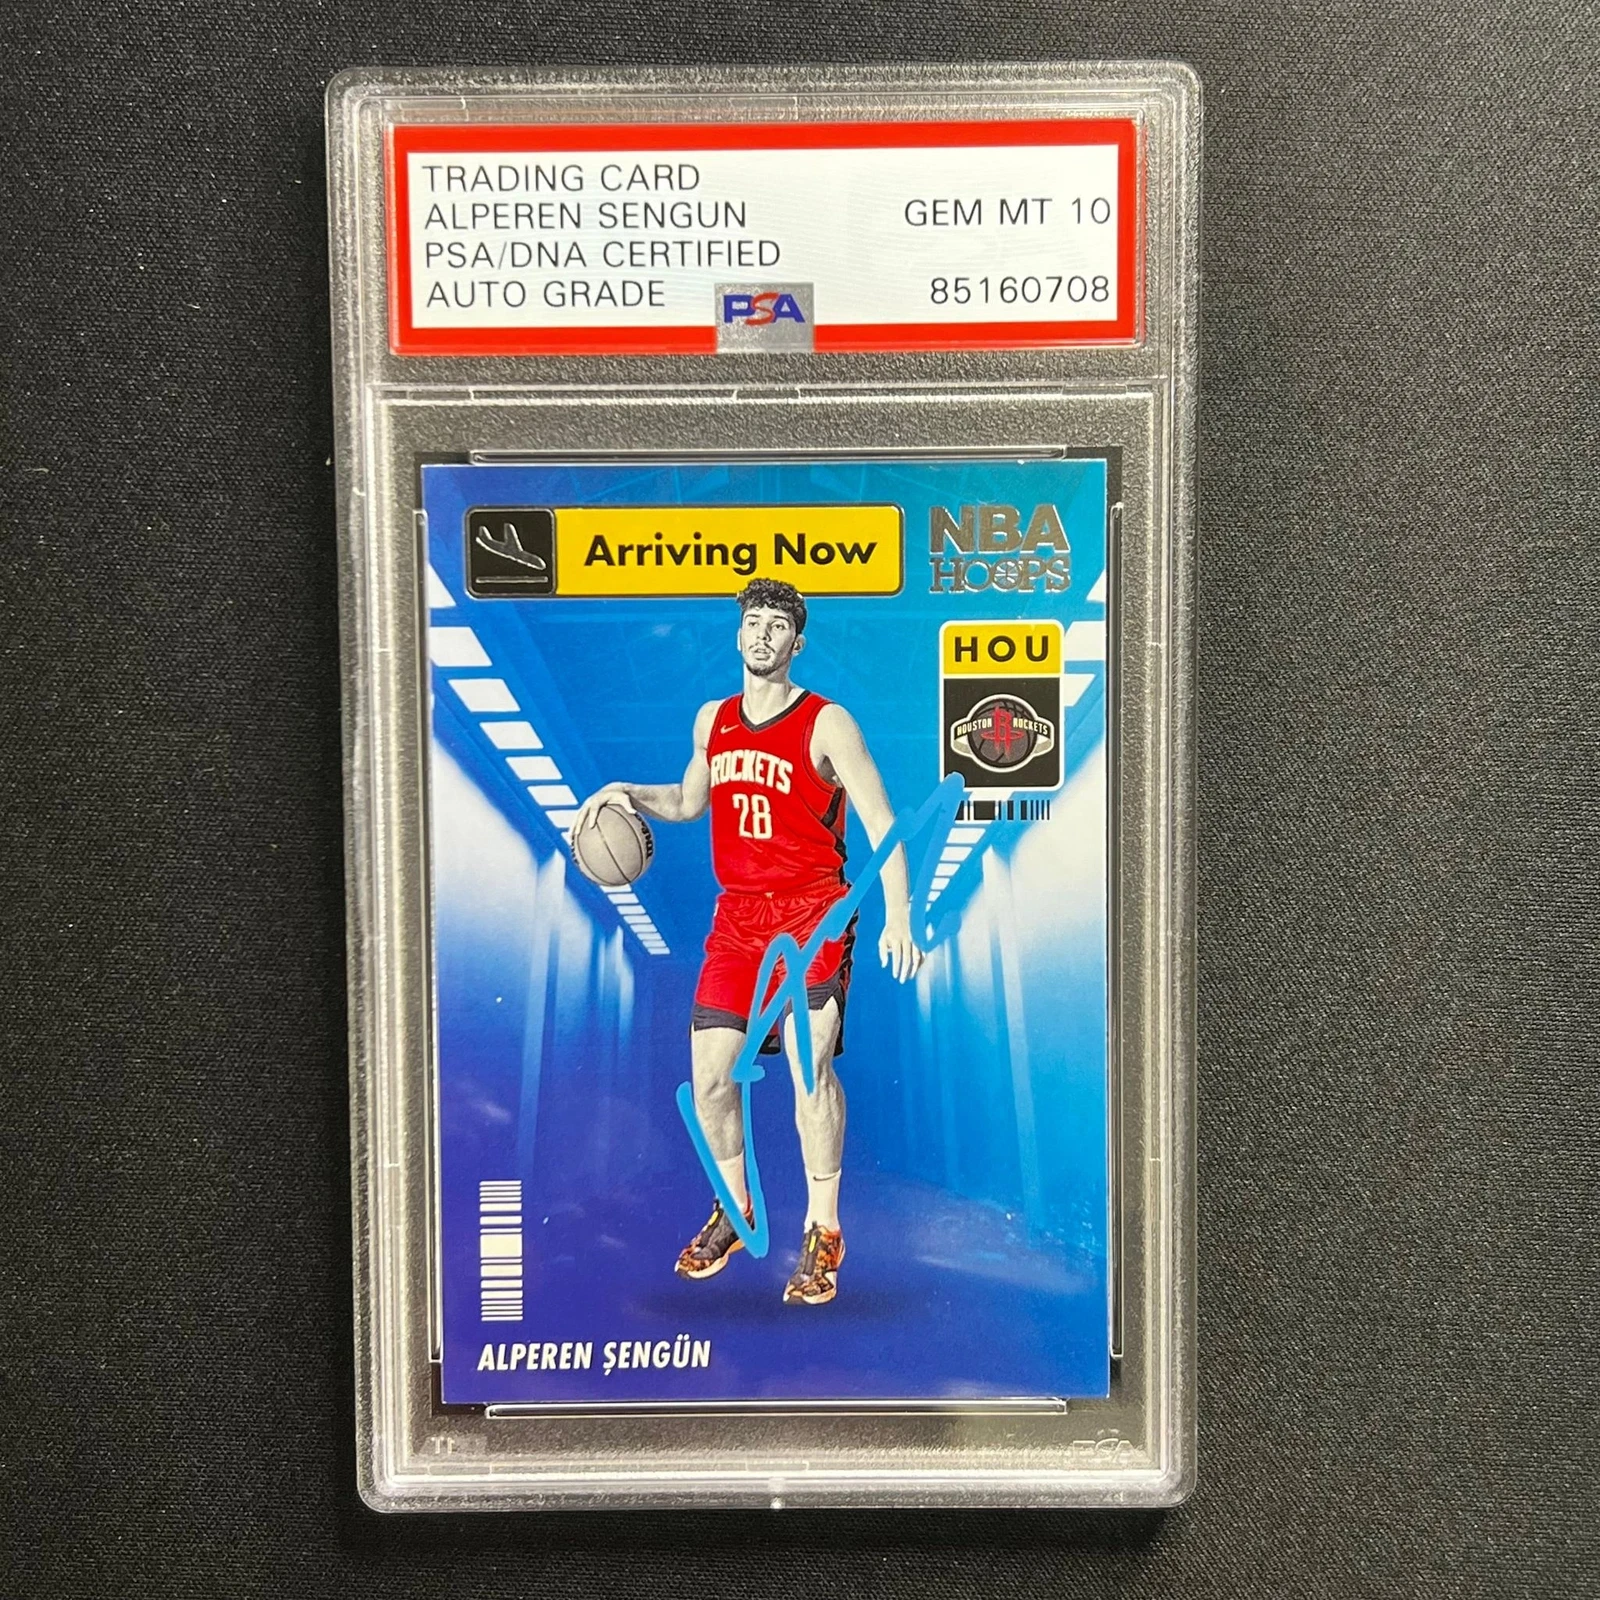 TRADING CARD
ALPEREN SENGUN
GEM MT 10
PSA/DNA CERTIFIED
AUTO GRADE
85160708
PSA
Arriving Now
NBA
HOOPS
HOU
HOUSTON ROCKETS
ROCKETS
28
ALPEREN ŞENGÜN
PSA